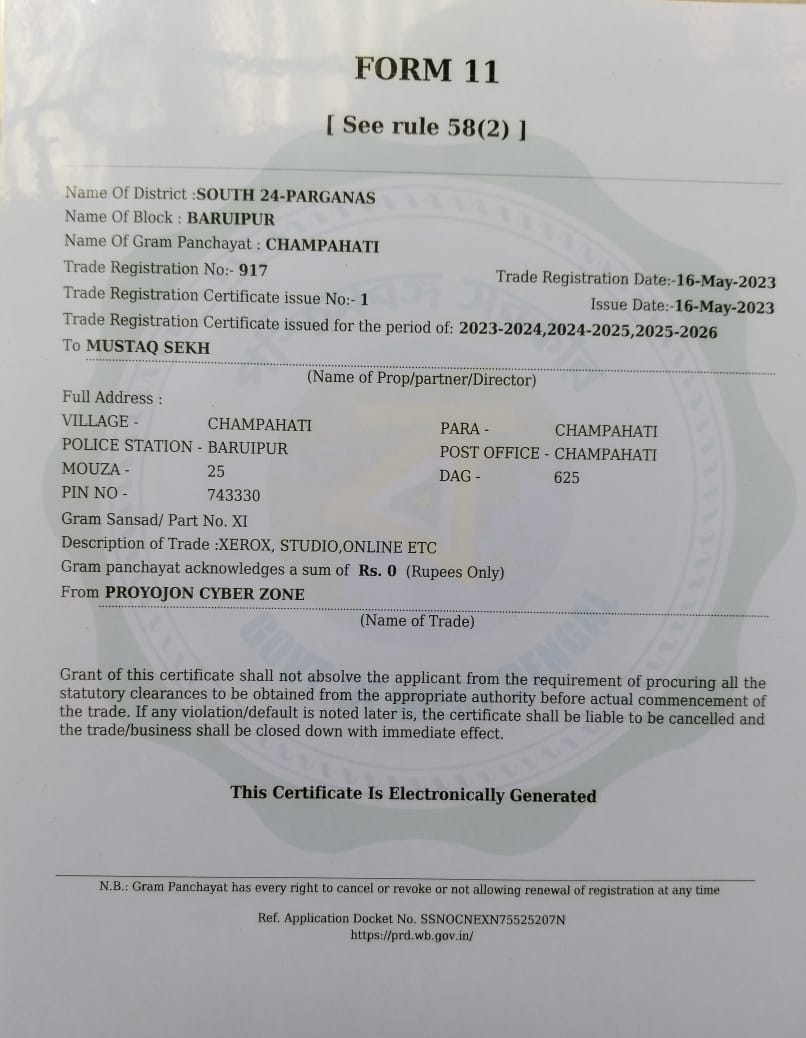 FORM 11
[ See rule 58(2) ]
Name Of District :SOUTH 24-PARGANAS
Name Of Block : BARUIPUR
Name Of Gram Panchayat : CHAMPAHATI
Trade Registration No:- 917 Trade Registration Date:-16-May-2023
Trade Registration Certificate issue No:- 1 Issue Date:-16-May-2023
Trade Registration Certificate issued for the period of: 2023-2024,2024-2025,2025-2026
To MUSTAQ SEKH
(Name of Prop/partner/Director)
Full Address :
VILLAGE - CHAMPAHATI PARA - CHAMPAHATI
POLICE STATION - BARUIPUR POST OFFICE - CHAMPAHATI
MOUZA - 25 DAG - 625
PIN NO - 743330
Gram Sansad/ Part No. XI
Description of Trade :XEROX, STUDIO,ONLINE ETC
Gram panchayat acknowledges a sum of Rs. 0 (Rupees Only)
From PROYOJON CYBER ZONE
(Name of Trade)
Grant of this certificate shall not absolve the applicant from the requirement of procuring all the
statutory clearances to be obtained from the appropriate authority before actual commencement of
the trade. If any violation/default is noted later is, the certificate shall be liable to be cancelled and
the trade/business shall be closed down with immediate effect.
This Certificate Is Electronically Generated
N.B.: Gram Panchayat has every right to cancel or revoke or not allowing renewal of registration at any time
Ref. Application Docket No. SSNOCNEXN75525207N
https://prd.wb.gov.in/